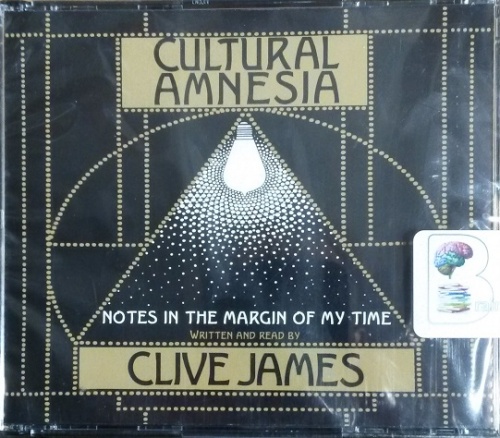 CULTURAL
AMNESIA
NOTES IN THE MARGIN OF MY TIME
WRITTEN AND READ BY
CLIVE JAMES